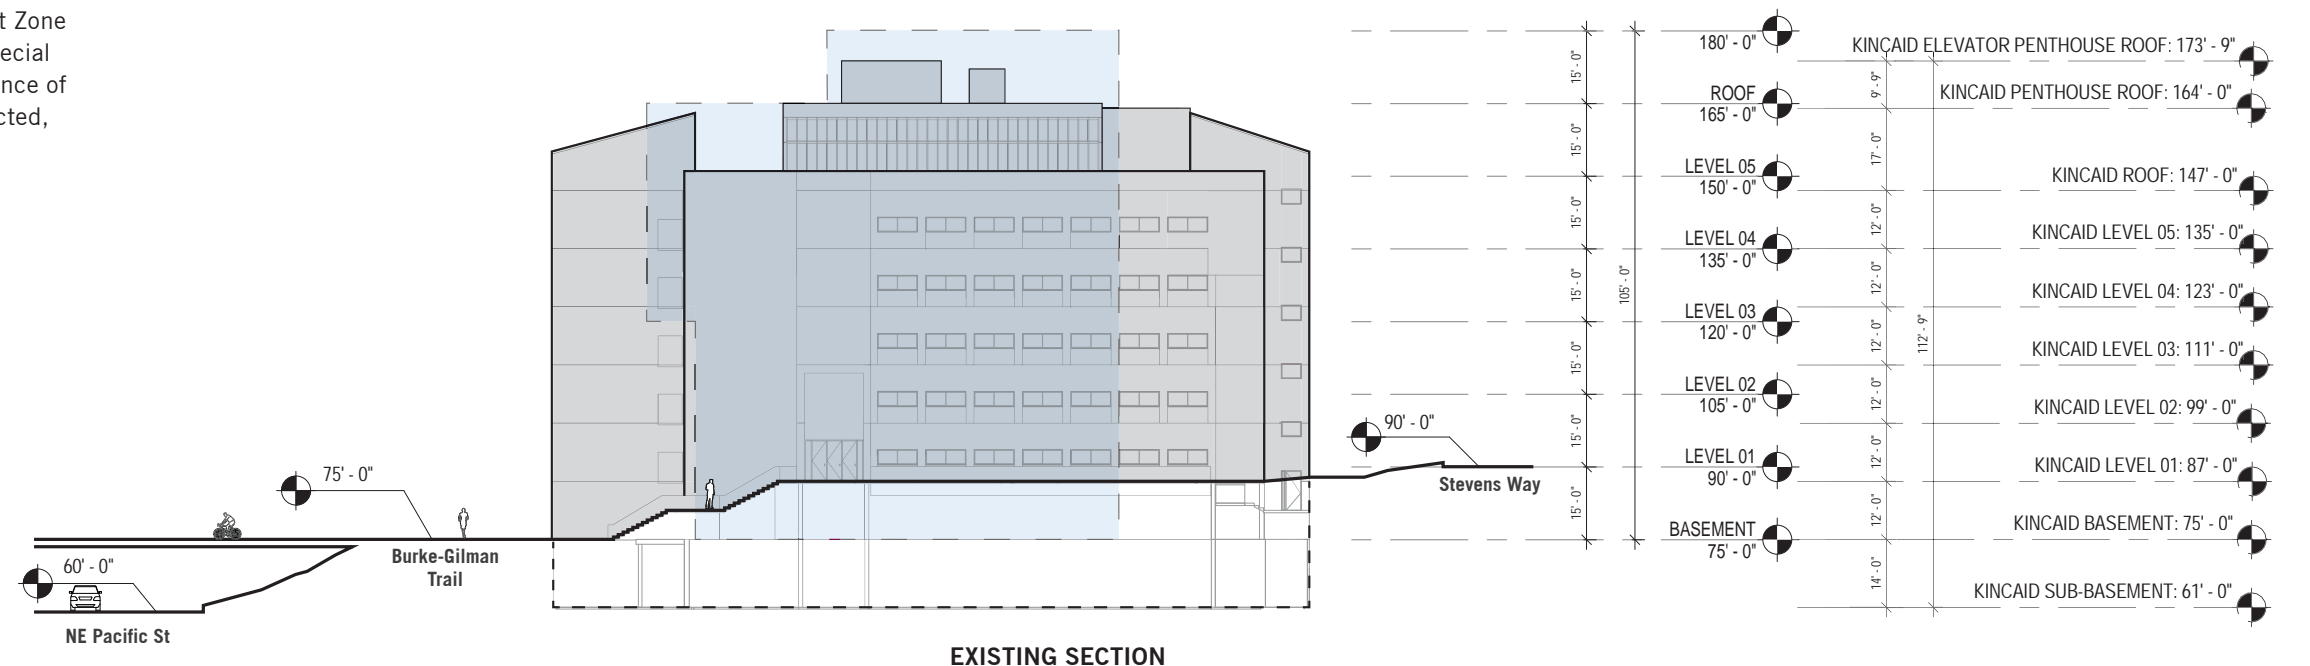 t Zone
ecial
nce of
cted,
180' - 0"
ROOF
165' - 0"
LEVEL 05
150' - 0"
LEVEL 04
135' - 0"
LEVEL 03
120' - 0"
LEVEL 02
105' - 0"
LEVEL 01
90' - 0"
BASEMENT
75' - 0"
15' - 0"
15' - 0"
15' - 0"
15' - 0"
15' - 0"
15' - 0"
15' - 0"
105' - 0"
KINCAID ELEVATOR PENTHOUSE ROOF: 173' - 9"
KINCAID PENTHOUSE ROOF: 164' - 0"
KINCAID ROOF: 147' - 0"
KINCAID LEVEL 05: 135' - 0"
KINCAID LEVEL 04: 123' - 0"
KINCAID LEVEL 03: 111' - 0"
KINCAID LEVEL 02: 99' - 0"
KINCAID LEVEL 01: 87' - 0"
KINCAID BASEMENT: 75' - 0"
KINCAID SUB-BASEMENT: 61' - 0"
9' - 9"
17' - 0"
12' - 0"
12' - 0"
12' - 0"
12' - 0"
12' - 0"
12' - 0"
14' - 0"
112' - 9"
90' - 0"
Stevens Way
75' - 0"
Burke-Gilman
Trail
60' - 0"
NE Pacific St
EXISTING SECTION